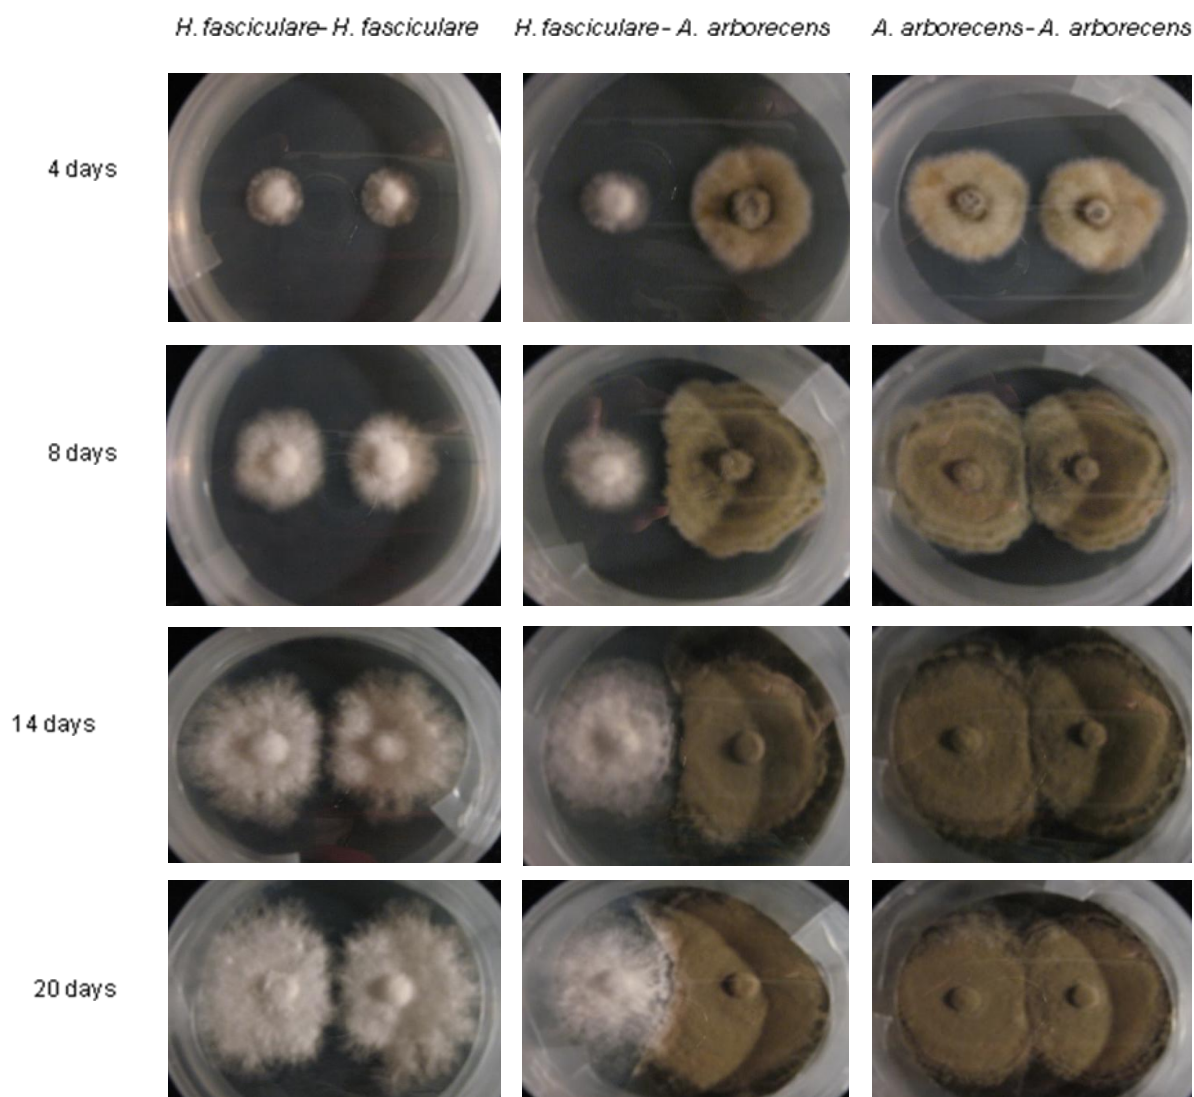 H. fasciculare- H. fasciculare
H. fasciculare - A. arborecens
A. arborecens- A. arborecens
4 days
8 days
14 days
20 days